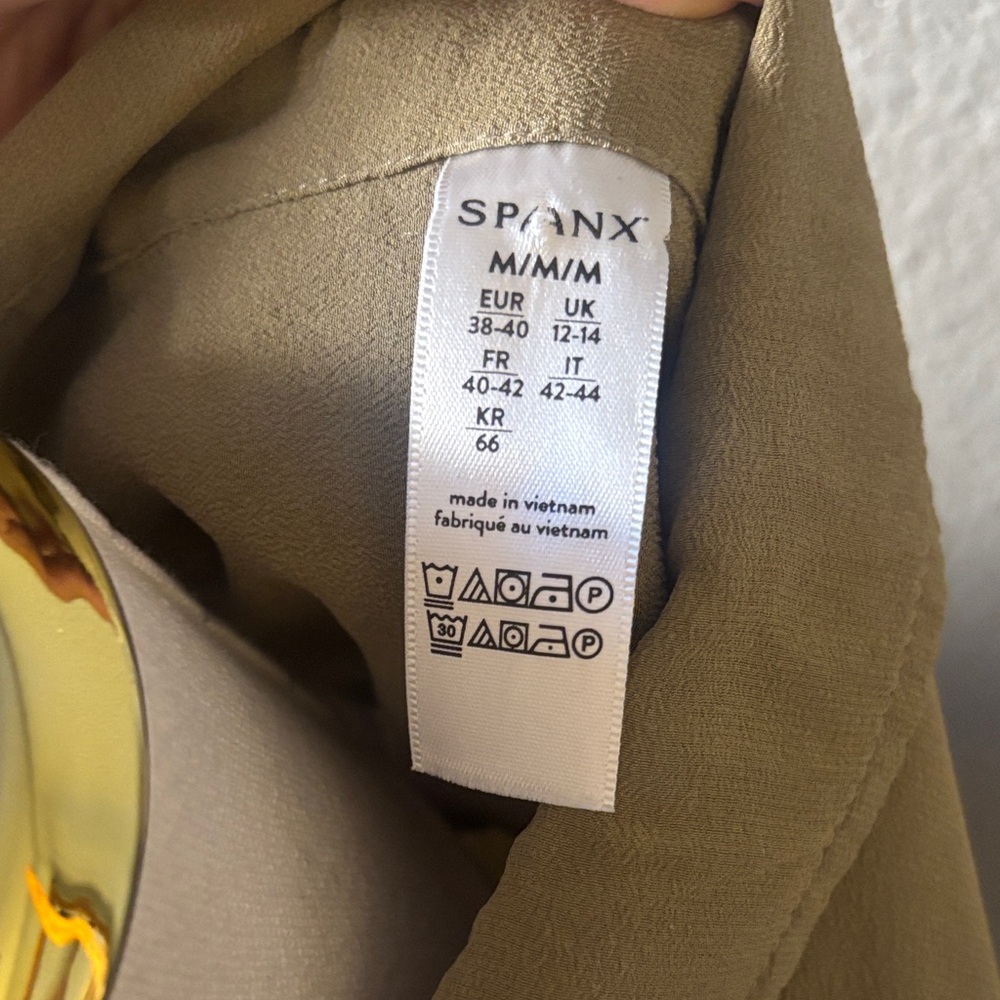 SPANX
M/M/M
EUR UK
38-40 12-14
FR IT
40-42 42-44
KR
66
made in vietnam
fabriqué au vietnam
P
30 P